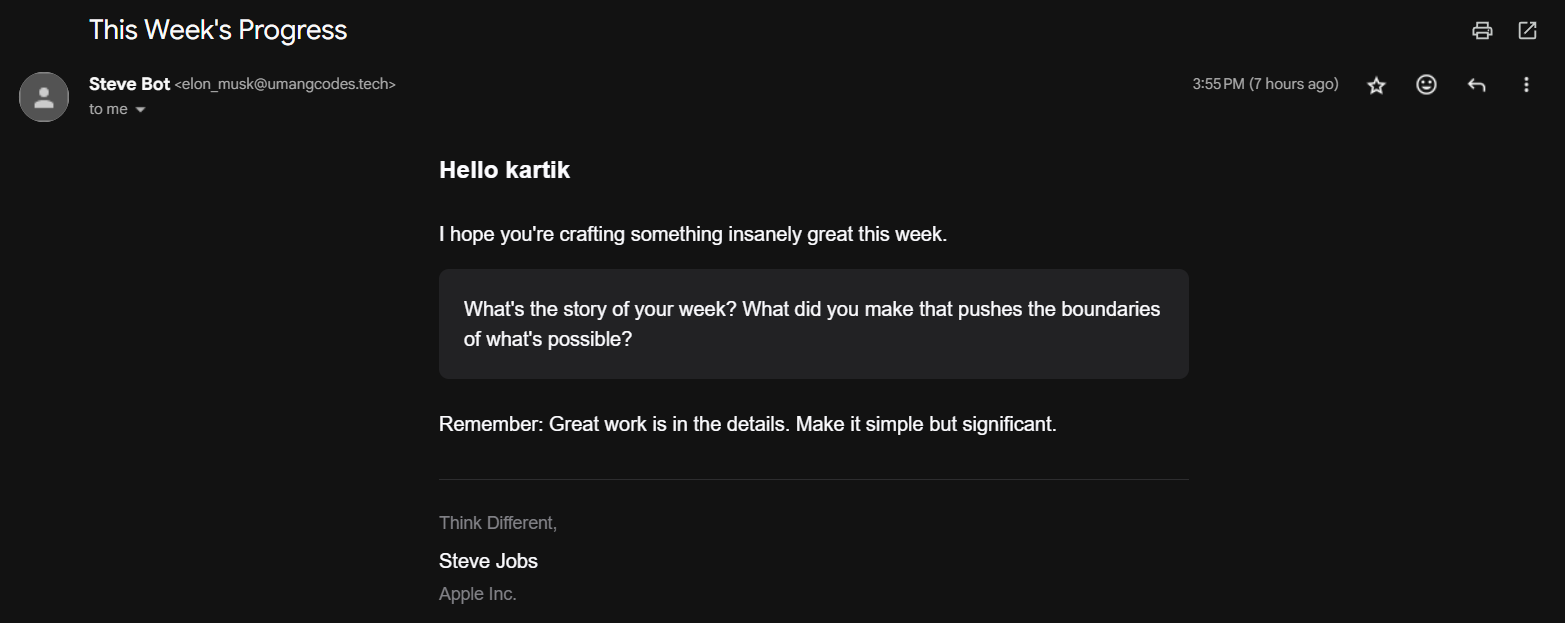 This Week's Progress
Steve Bot <elon_musk@umangcodes.tech>
3:55 PM (7 hours ago)
to me
Hello kartik
I hope you're crafting something insanely great this week.
What's the story of your week? What did you make that pushes the boundaries
of what's possible?
Remember: Great work is in the details. Make it simple but significant.
Think Different,
Steve Jobs
Apple Inc.